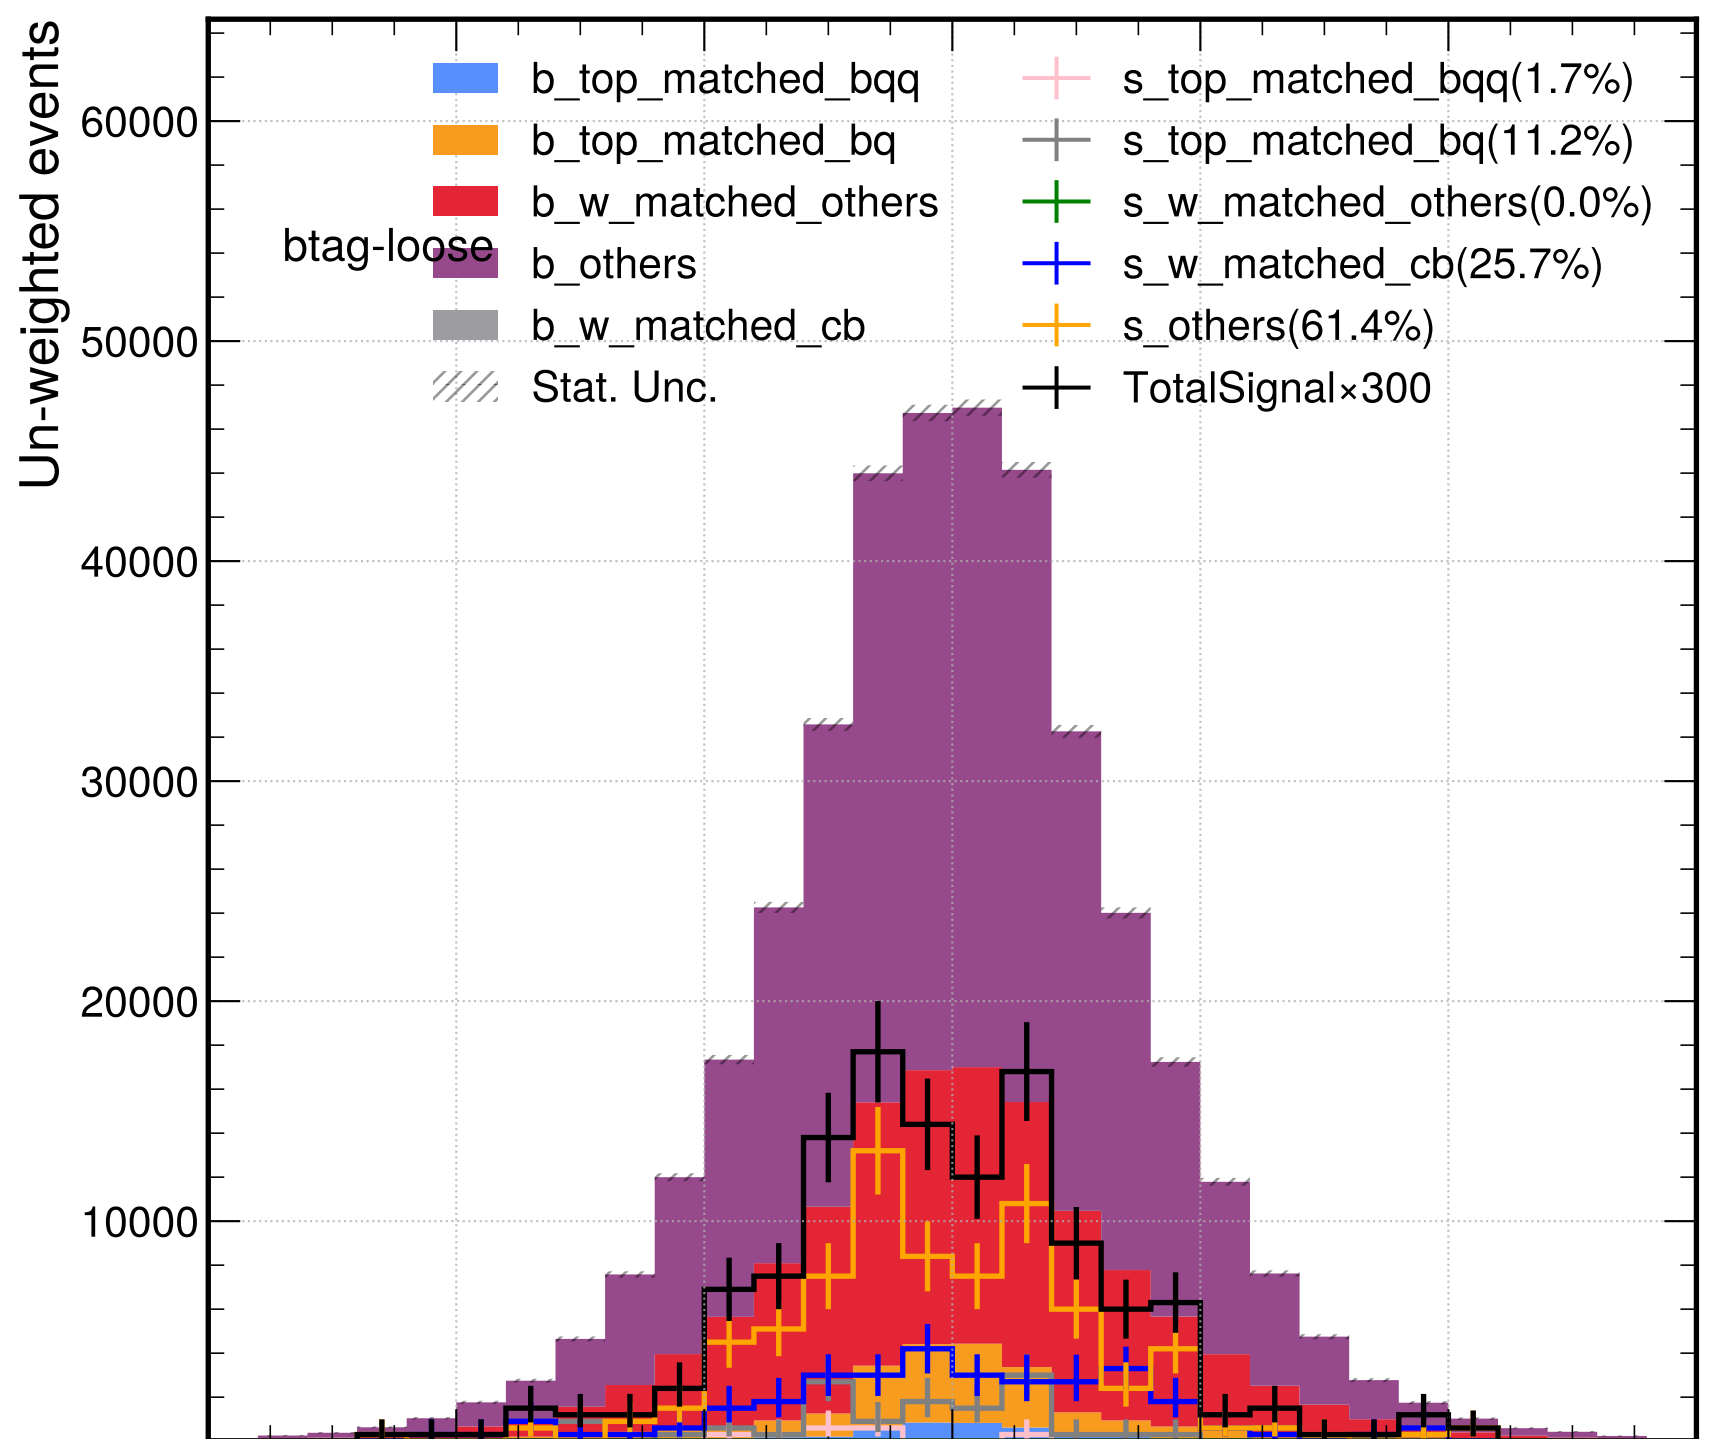 Un-weighted events
60000
50000
40000
30000
20000
10000
btag-loose
b_top_matched_bqq
b_top_matched_bq
b_w_matched_others
b_others
b_w_matched_cb
Stat. Unc.
s_top_matched_bqq(1.7%)
s_top_matched_bq(11.2%)
s_w_matched_others(0.0%)
s_w_matched_cb(25.7%)
s_others(61.4%)
TotalSignal×300